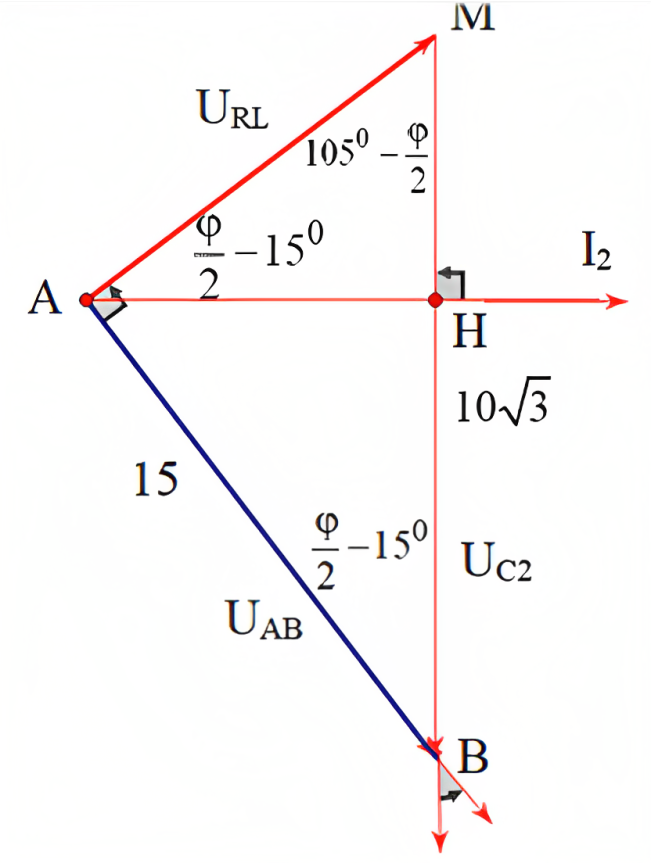 M
U_RL
105⁰ − φ/2
φ/2 − 15⁰
I₂
A
H
10√3
15
φ/2 − 15⁰
U_C2
U_AB
B